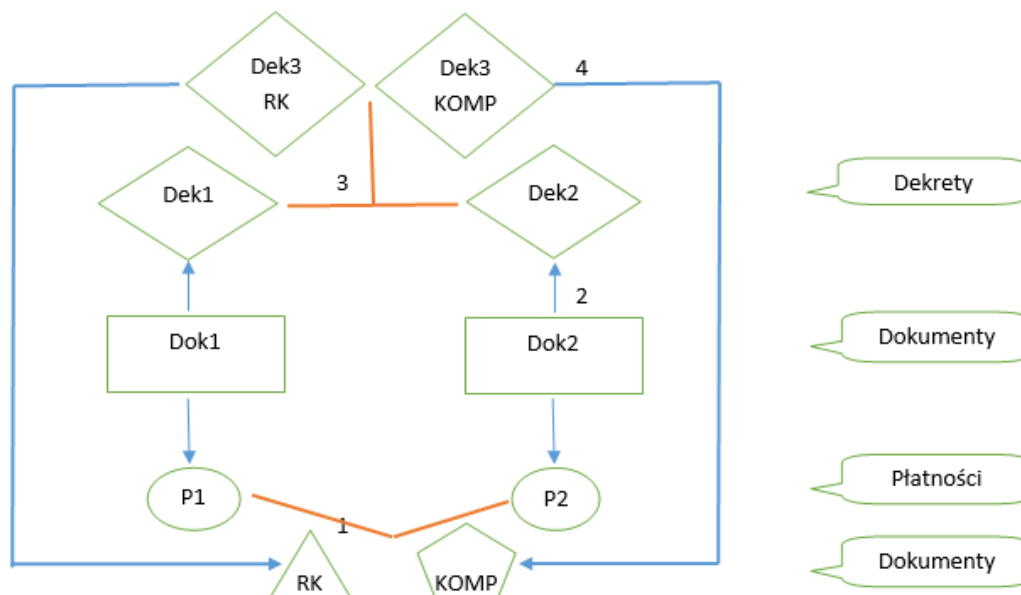 Dek3
RK
Dek3
KOMP
4
Dek1
3
Dek2
Dekrety
2
Dok1
Dok2
Dokumenty
P1
P2
Płatności
1
RK
KOMP
Dokumenty